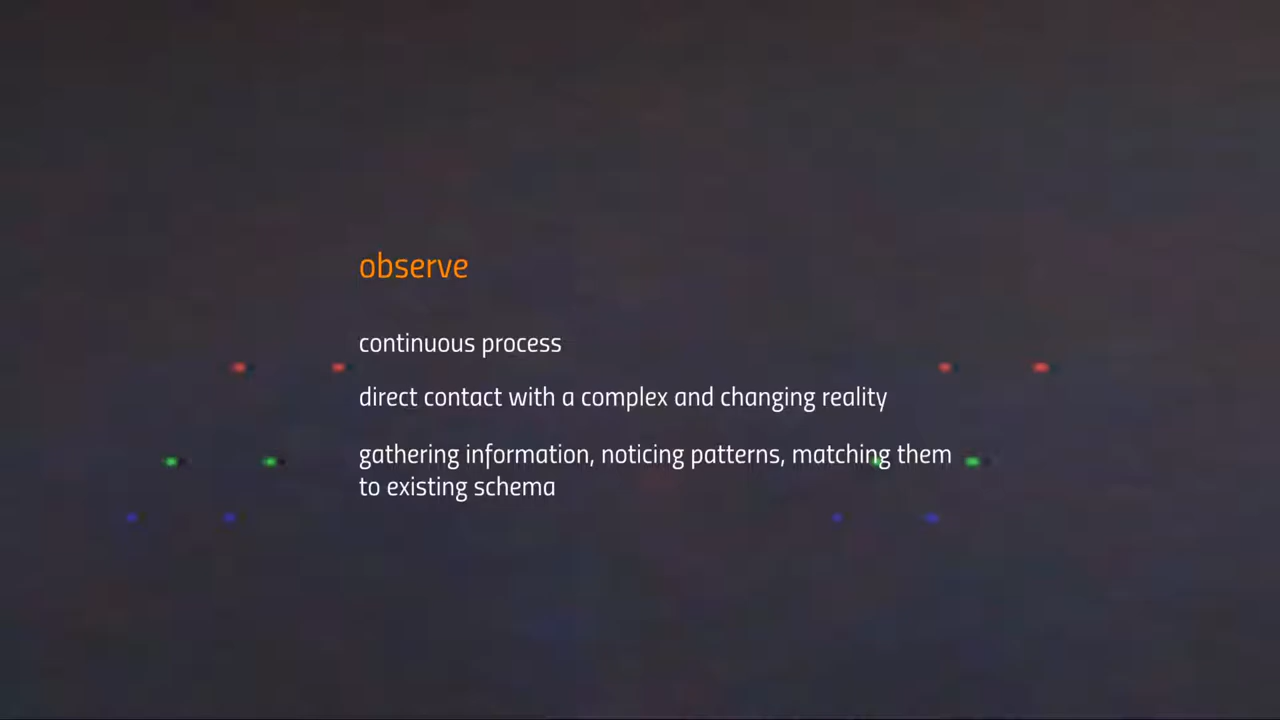 observe
continuous process
direct contact with a complex and changing reality
gathering information, noticing patterns, matching them
to existing schema